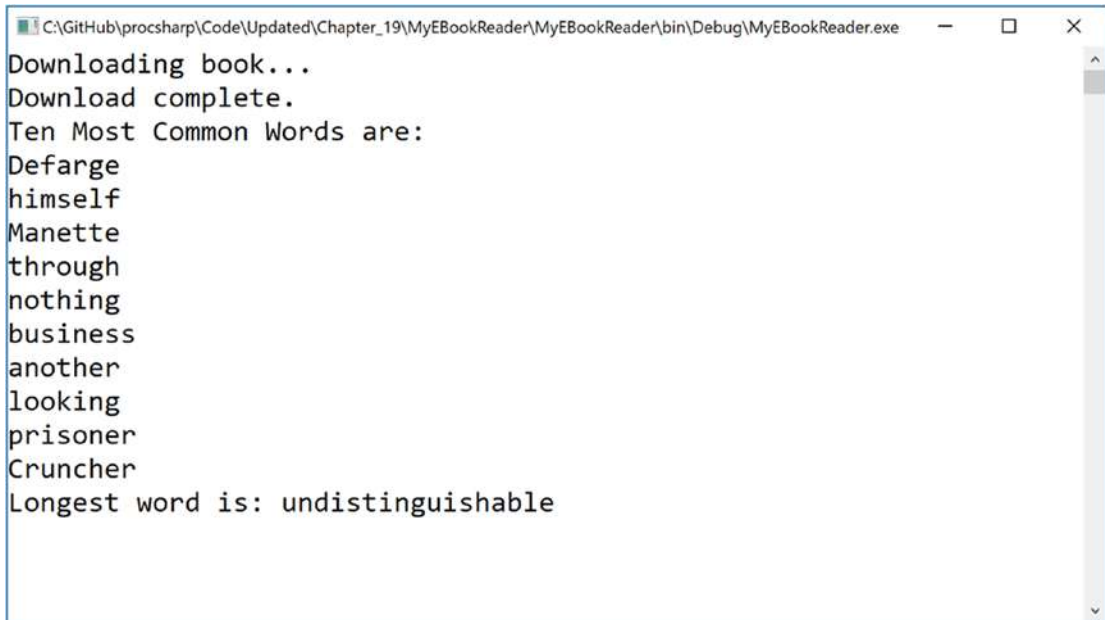 C:\GitHub\procsharp\Code\Updated\Chapter_19\MyEBookReader\MyEBookReader\bin\Debug\MyEBookReader.exe
Downloading book...
Download complete.
Ten Most Common Words are:
Defarge
himself
Manette
through
nothing
business
another
looking
prisoner
Cruncher
Longest word is: undistinguishable